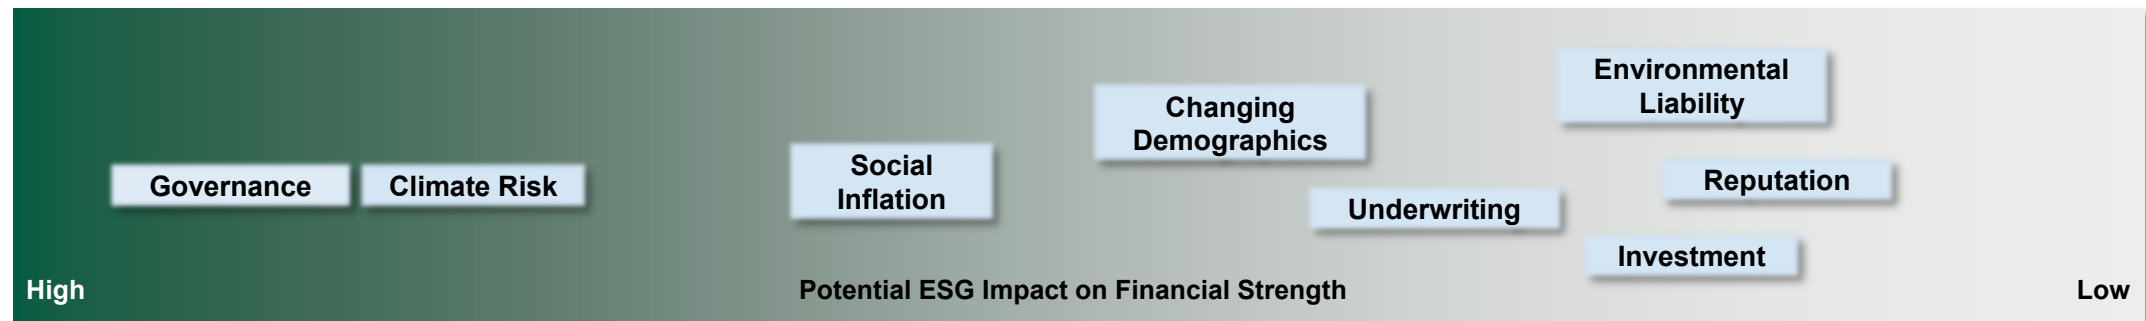 Governance
Climate Risk
Social
Inflation
Changing
Demographics
Underwriting
Environmental
Liability
Reputation
Investment
High
Potential ESG Impact on Financial Strength
Low